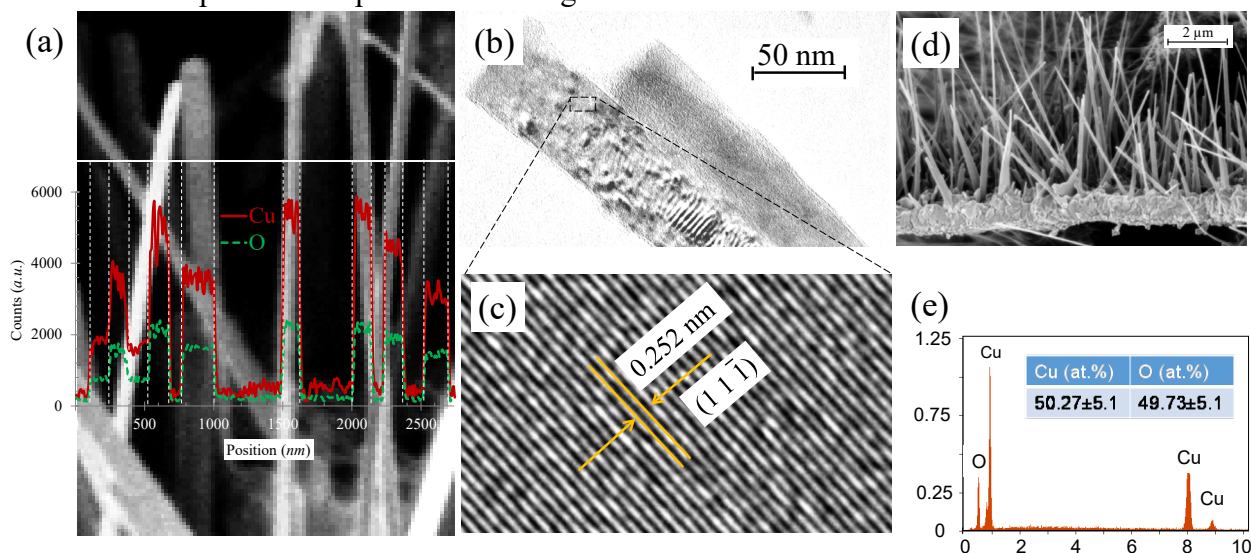 (a)
6000
4000
2000
0
Counts (a.u.)
Cu
O
500
1000
1500
2000
2500
Position (nm)
(b)
50 nm
(c)
0.252 nm
(1 1 1̄)
(d)
2 µm
(e)
1.25
0.75
0.25
0
Cu
O
Cu
Cu
Cu (at.%) O (at.%)
50.27±5.1 49.73±5.1
0 2 4 6 8 10